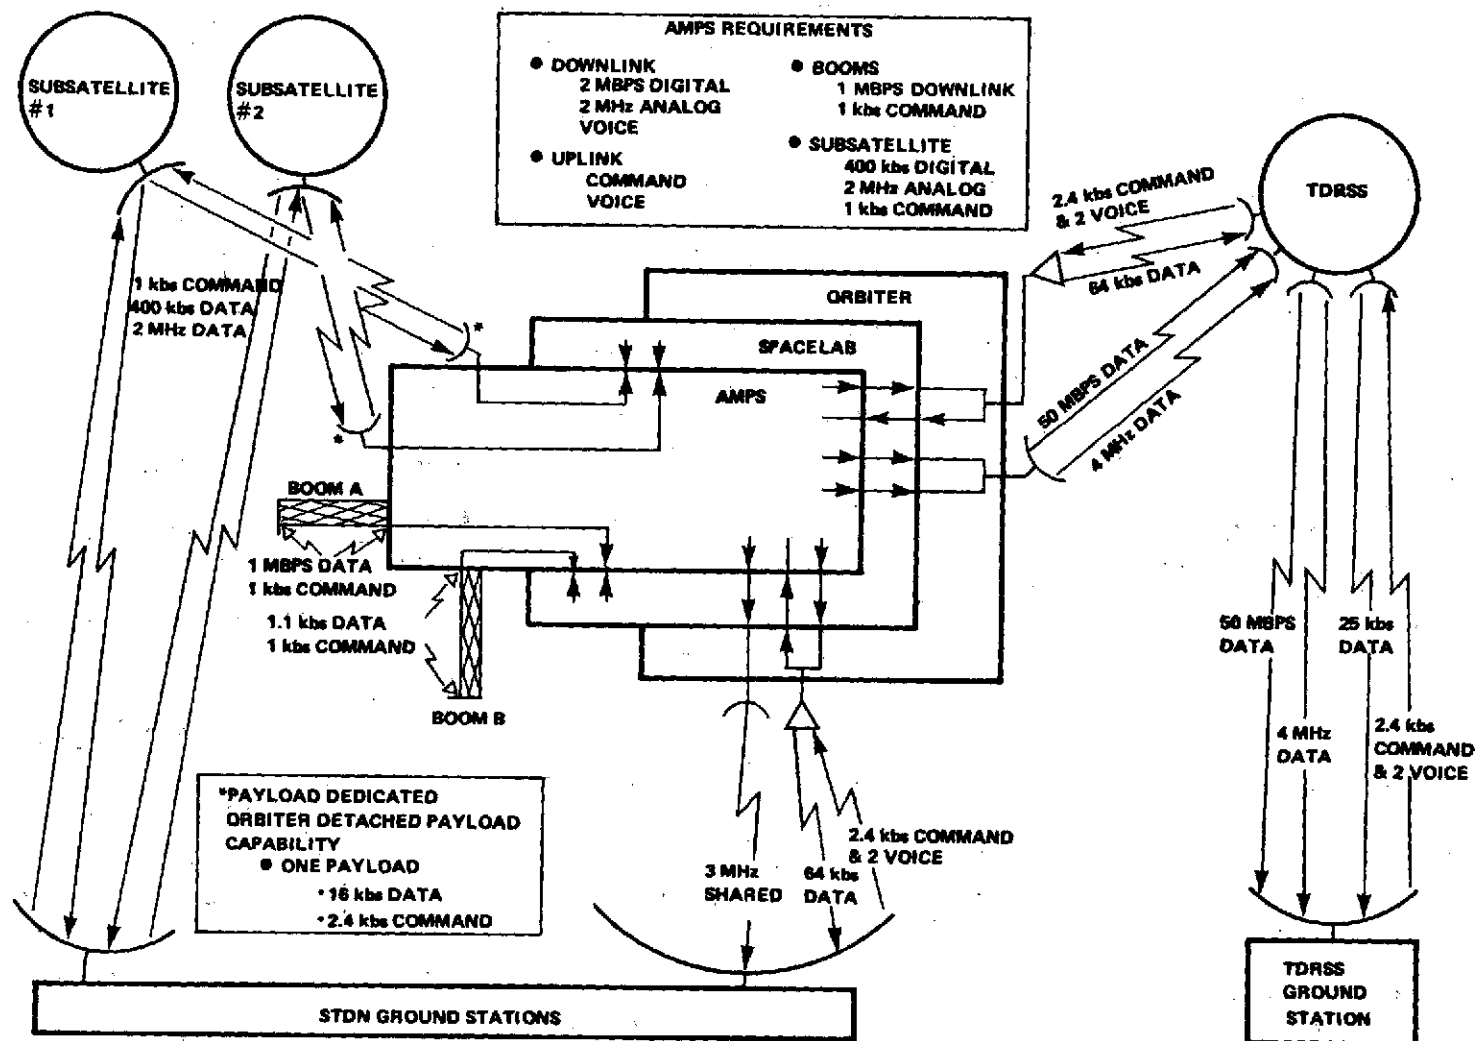 AMPS REQUIREMENTS
● DOWNLINK
2 MBPS DIGITAL
2 MHz ANALOG
VOICE
● UPLINK
COMMAND
VOICE
● BOOMS
1 MBPS DOWNLINK
1 kbs COMMAND
● SUBSATELLITE
400 kbs DIGITAL
2 MHz ANALOG
1 kbs COMMAND
SUBSATELLITE
#1
SUBSATELLITE
#2
TDRSS
2.4 kbs COMMAND
& 2 VOICE
64 kbs DATA
50 MBPS DATA
4 MHz DATA
1 kbs COMMAND
400 kbs DATA
2 MHz DATA
*
*
ORBITER
SPACELAB
AMPS
BOOM A
1 MBPS DATA
1 kbs COMMAND
1.1 kbs DATA
1 kbs COMMAND
BOOM B
50 MBPS
DATA
25 kbs
DATA
4 MHz
DATA
2.4 kbs
COMMAND
& 2 VOICE
*PAYLOAD DEDICATED
ORBITER DETACHED PAYLOAD
CAPABILITY
● ONE PAYLOAD
• 16 kbs DATA
• 2.4 kbs COMMAND
2.4 kbs COMMAND
& 2 VOICE
3 MHz
SHARED
64 kbs
DATA
STDN GROUND STATIONS
TDRSS
GROUND
STATION